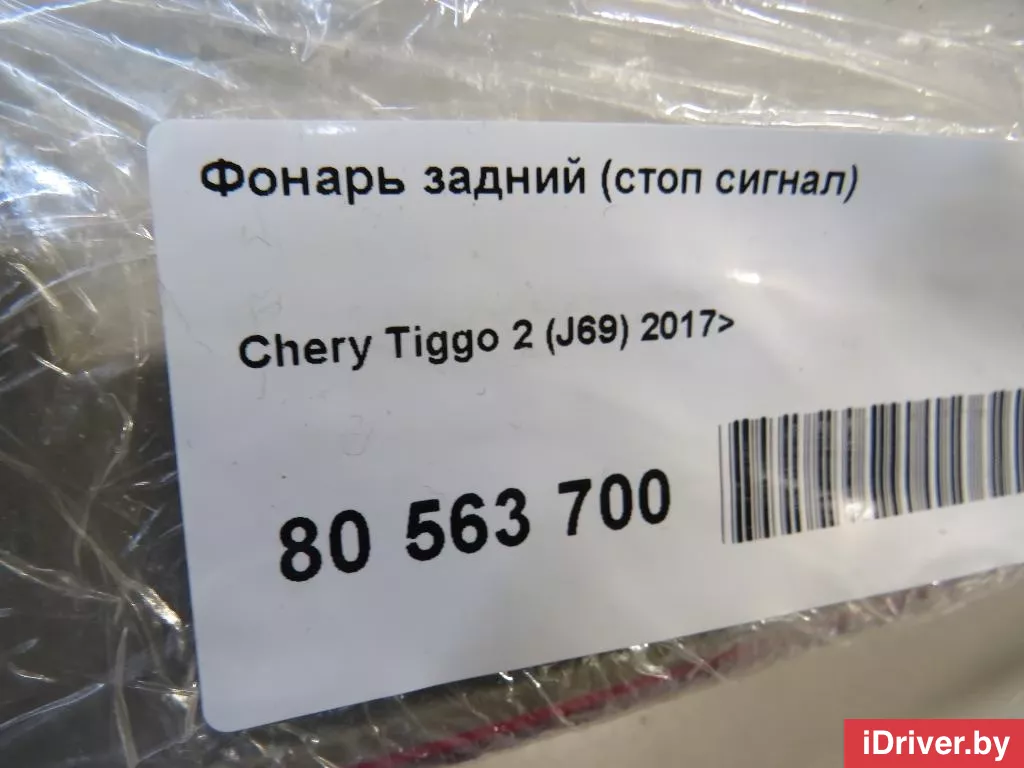 Фонарь задний (стоп сигнал)
Chery Tiggo 2 (J69) 2017>
80 563 700
iDriver.by